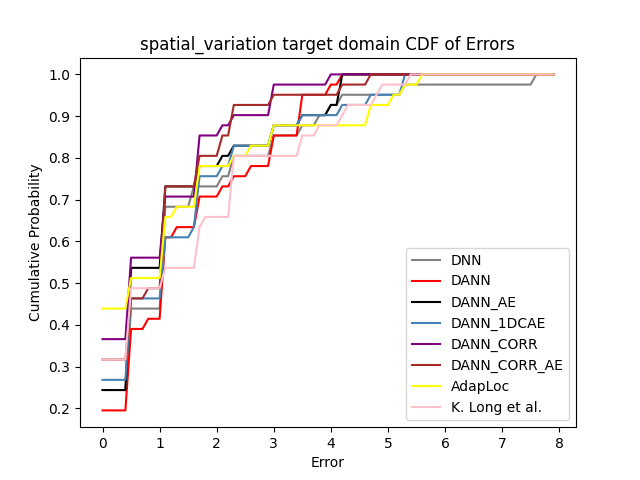 spatial_variation target domain CDF of Errors
1.0
0.9
0.8
0.7
0.6
0.5
0.4
0.3
0.2
Cumulative Probability
DNN
DANN
DANN_AE
DANN_1DCAE
DANN_CORR
DANN_CORR_AE
AdapLoc
K. Long et al.
0 1 2 3 4 5 6 7 8
Error